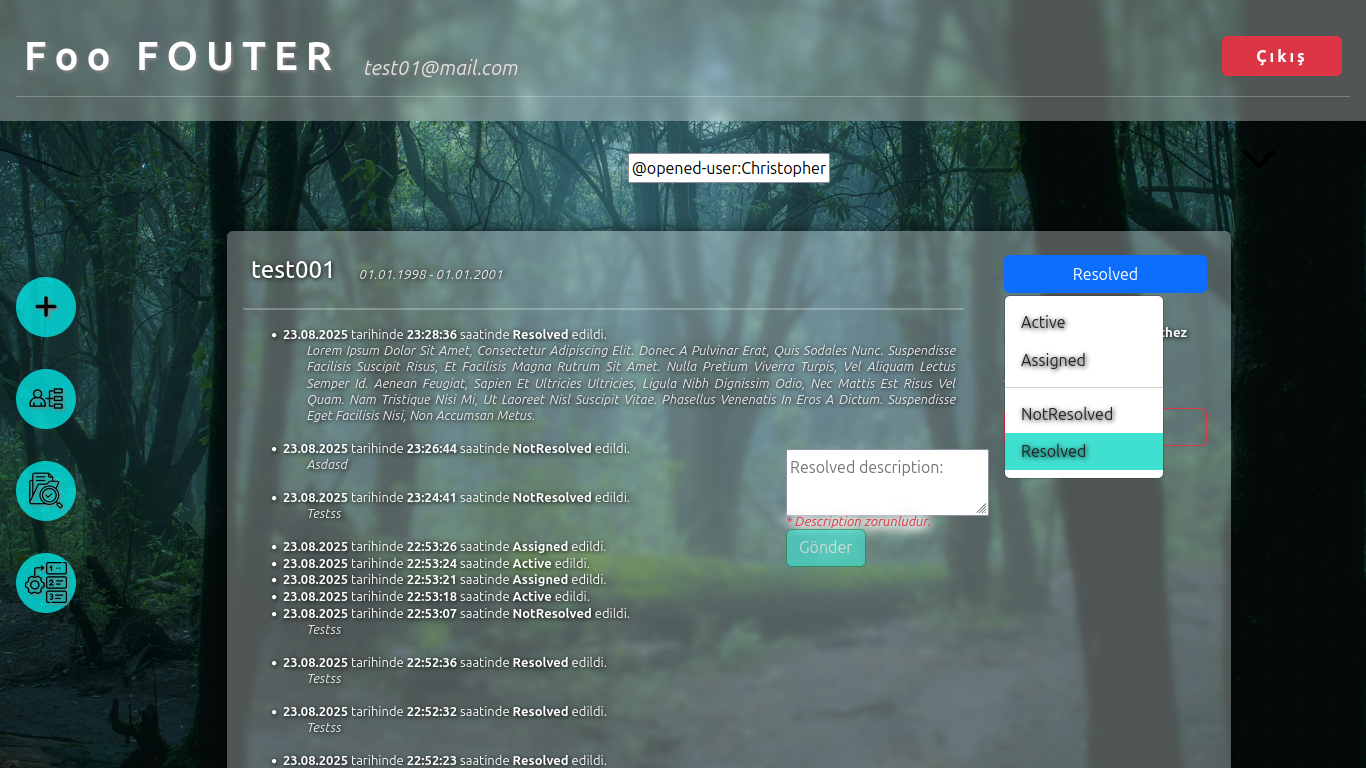 Foo FOUTER
test01@mail.com
Çıkış
@opened-user:Christopher
test001
01.01.1998 - 01.01.2001
Resolved
Active
Assigned
NotResolved
Resolved
hez
• 23.08.2025 tarihinde 23:28:36 saatinde Resolved edildi.
Lorem Ipsum Dolor Sit Amet, Consectetur Adipiscing Elit. Donec A Pulvinar Erat, Quis Sodales Nunc. Suspendisse
Facilisis Suscipit Risus, Et Facilisis Magna Rutrum Sit Amet. Nulla Pretium Viverra Turpis, Vel Aliquam Lectus
Semper Id. Aenean Feugiat, Sapien Et Ultricies Ultricies, Ligula Nibh Dignissim Odio, Nec Mattis Est Risus Vel
Quam. Nam Tristique Nisi Mi, Ut Laoreet Nisl Suscipit Vitae. Phasellus Venenatis In Eros A Dictum. Suspendisse
Eget Facilisis Nisi, Non Accumsan Metus.
• 23.08.2025 tarihinde 23:26:44 saatinde NotResolved edildi.
Asdasd
• 23.08.2025 tarihinde 23:24:41 saatinde NotResolved edildi.
Testss
• 23.08.2025 tarihinde 22:53:26 saatinde Assigned edildi.
• 23.08.2025 tarihinde 22:53:24 saatinde Active edildi.
• 23.08.2025 tarihinde 22:53:21 saatinde Assigned edildi.
• 23.08.2025 tarihinde 22:53:18 saatinde Active edildi.
• 23.08.2025 tarihinde 22:53:07 saatinde NotResolved edildi.
Testss
• 23.08.2025 tarihinde 22:52:36 saatinde Resolved edildi.
Testss
• 23.08.2025 tarihinde 22:52:32 saatinde Resolved edildi.
Testss
• 23.08.2025 tarihinde 22:52:23 saatinde Resolved edildi.
Resolved description:
* Description zorunludur.
Gönder